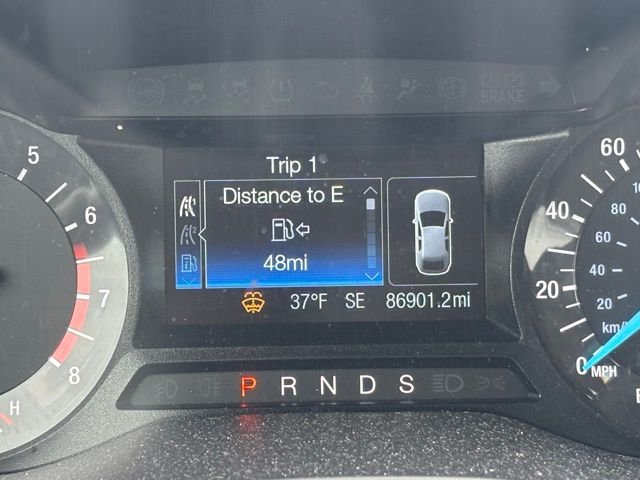 ABS
BRAKE
Trip 1
Distance to E
48mi
37°F SE 86901.2mi
P R N D S
5
6
7
8
H
60
40
20
0 MPH
80
60
40
20
km/